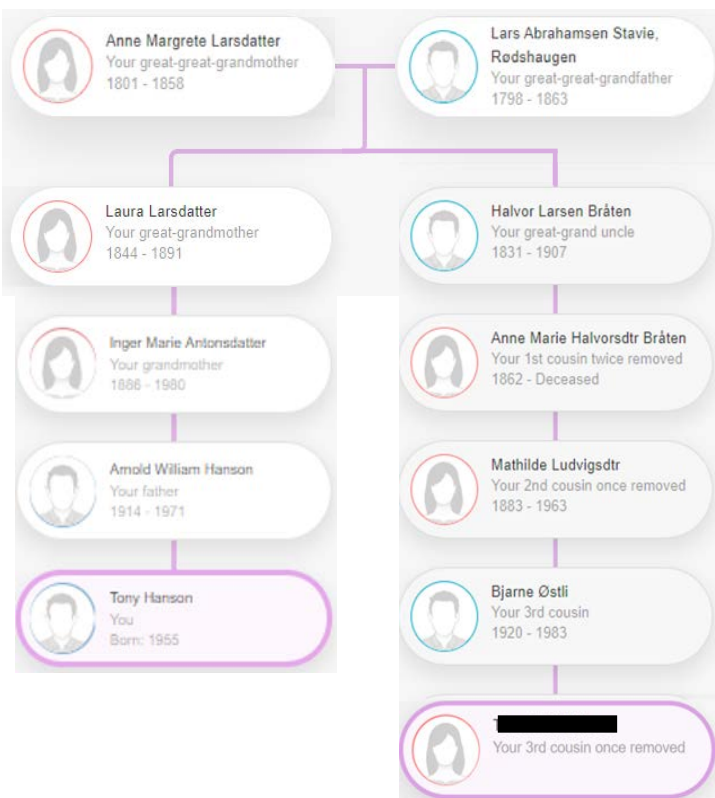 Anne Margrete Larsdatter
Your great-great-grandmother
1801 - 1858
Lars Abrahamsen Stavie,
Rødshaugen
Your great-great-grandfather
1798 - 1863
Laura Larsdatter
Your great-grandmother
1844 - 1891
Halvor Larsen Bråten
Your great-grand uncle
1831 - 1907
Inger Marie Antonsdatter
Your grandmother
1886 - 1980
Anne Marie Halvorsdtr Bråten
Your 1st cousin twice removed
1862 - Deceased
Arnold William Hanson
Your father
1914 - 1971
Mathilde Ludvigsdtr
Your 2nd cousin once removed
1883 - 1963
Tony Hanson
You
Born: 1955
Bjarne Østli
Your 3rd cousin
1920 - 1983
Your 3rd cousin once removed